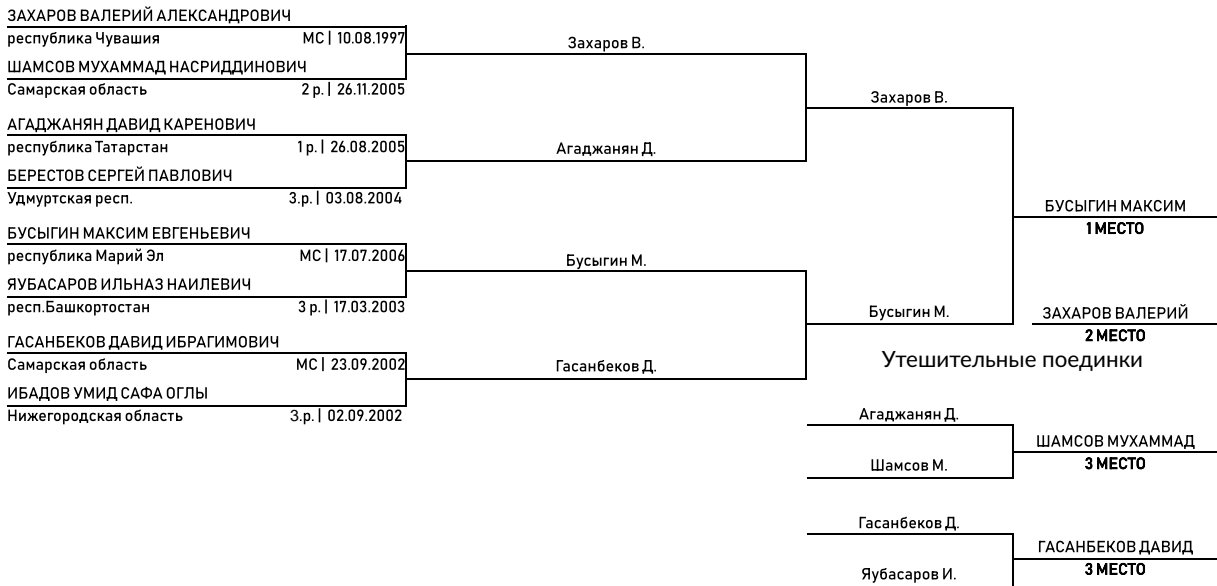 ЗАХАРОВ ВАЛЕРИЙ АЛЕКСАНДРОВИЧ
республика Чувашия МС | 10.08.1997
ШАМСОВ МУХАММАД НАСРИДДИНОВИЧ
Самарская область 2 р. | 26.11.2005
АГАДЖАНЯН ДАВИД КАРЕНОВИЧ
республика Татарстан 1 р. | 26.08.2005
БЕРЕСТОВ СЕРГЕЙ ПАВЛОВИЧ
Удмуртская респ. 3.р. | 03.08.2004
БУСЫГИН МАКСИМ ЕВГЕНЬЕВИЧ
республика Марий Эл МС | 17.07.2006
ЯУБАСАРОВ ИЛЬНАЗ НАИЛЕВИЧ
респ.Башкортостан 3 р. | 17.03.2003
ГАСАНБЕКОВ ДАВИД ИБРАГИМОВИЧ
Самарская область МС | 23.09.2002
ИБАДОВ УМИД САФА ОГЛЫ
Нижегородская область 3.р. | 02.09.2002
Захаров В.
Агаджанян Д.
Бусыгин М.
Гасанбеков Д.
Захаров В.
Бусыгин М.
БУСЫГИН МАКСИМ
1 МЕСТО
ЗАХАРОВ ВАЛЕРИЙ
2 МЕСТО
Утешительные поединки
Агаджанян Д.
Шамсов М.
ШАМСОВ МУХАММАД
3 МЕСТО
Гасанбеков Д.
Яубасаров И.
ГАСАНБЕКОВ ДАВИД
3 МЕСТО